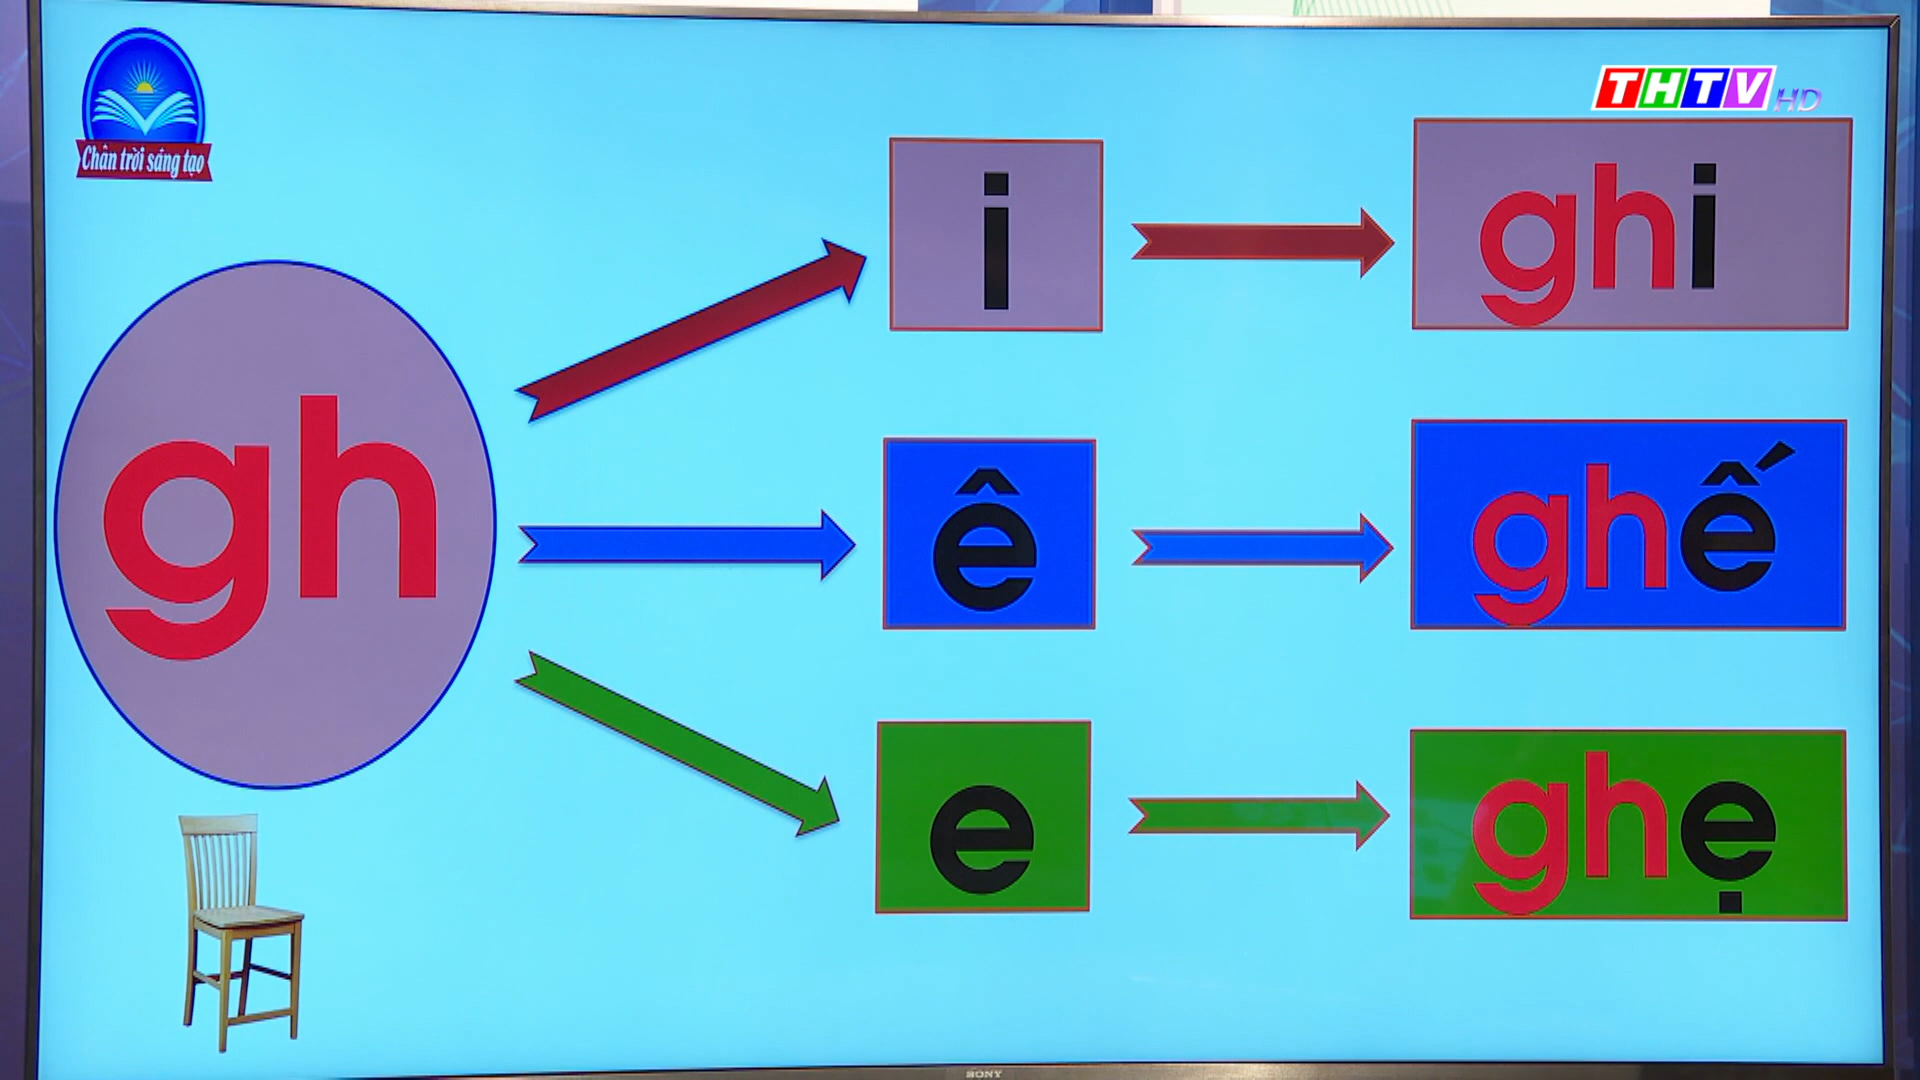 Chân trời sáng tạo
THTV HD
gh
i
ghi
ê
ghế
e
ghẹ
SONY